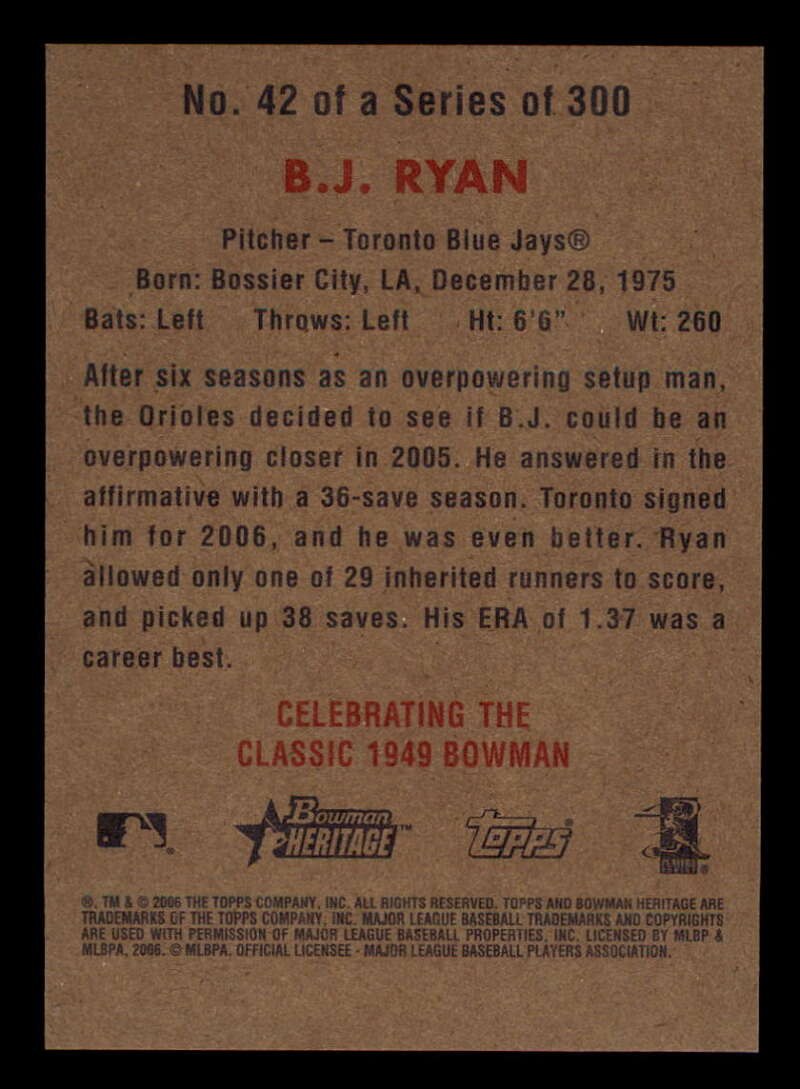 No. 42 of a Series of 300
B.J. RYAN
Pitcher – Toronto Blue Jays®
Born: Bossier City, LA, December 28, 1975
Bats: Left Throws: Left Ht: 6'6" Wt: 260
After six seasons as an overpowering setup man,
the Orioles decided to see if B.J. could be an
overpowering closer in 2005. He answered in the
affirmative with a 36-save season. Toronto signed
him for 2006, and he was even better. Ryan
allowed only one of 29 inherited runners to score,
and picked up 38 saves. His ERA of 1.37 was a
career best.
CELEBRATING THE
CLASSIC 1949 BOWMAN
Bowman HERITAGE™ Topps®
®, TM & © 2006 THE TOPPS COMPANY, INC. ALL RIGHTS RESERVED. TOPPS AND BOWMAN HERITAGE ARE
TRADEMARKS OF THE TOPPS COMPANY, INC. MAJOR LEAGUE BASEBALL TRADEMARKS AND COPYRIGHTS
ARE USED WITH PERMISSION OF MAJOR LEAGUE BASEBALL PROPERTIES, INC. LICENSED BY MLBP &
MLBPA, 2006. © MLBPA. OFFICIAL LICENSEE - MAJOR LEAGUE BASEBALL PLAYERS ASSOCIATION.